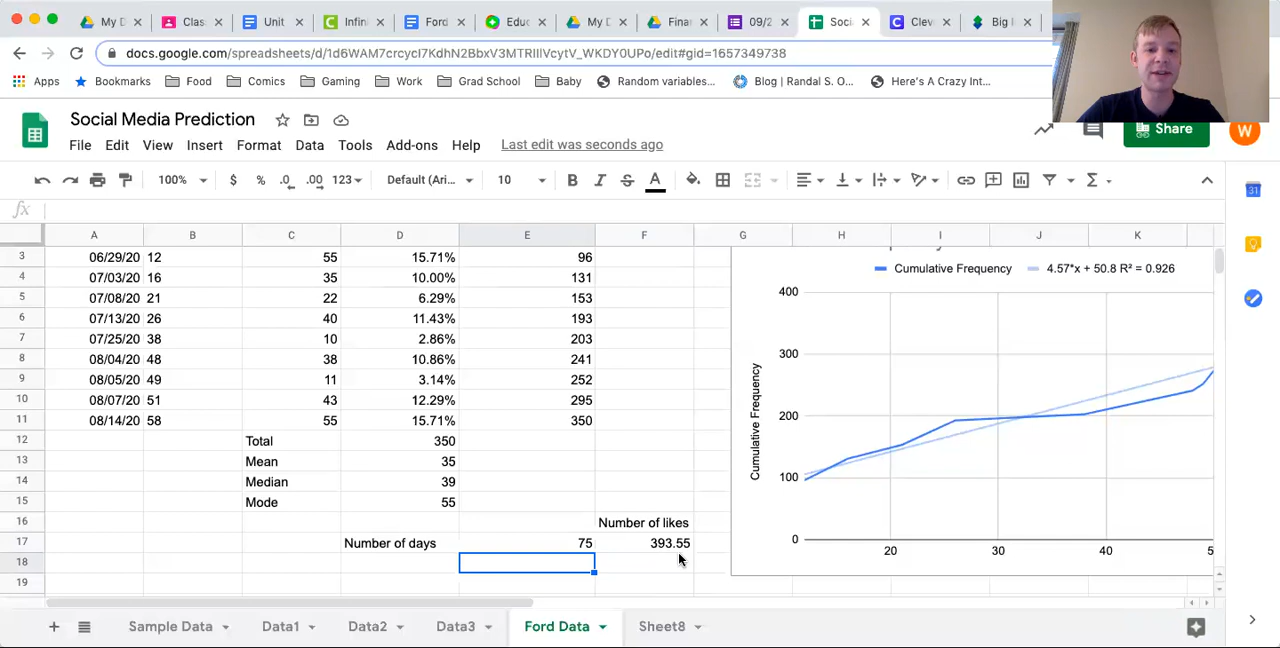 My D
Clas
Unit
Infini
Ford
Educ
My D
Finan
09/2
Socia
Cleve
Big I
docs.google.com/spreadsheets/d/
/edit#gid=1657349738
Apps Bookmarks Food Comics Gaming Work Grad School Baby Random variables... Blog | Randal S. O... Here's A Crazy Int...
Social Media Prediction
Share
W
File Edit View Insert Format Data Tools Add-ons Help Last edit was seconds ago
100% $ % .0 .00 123 Default (Ari... 10 B I S A
fx
A B C D E F G H I J K
3 06/29/20 12 55 15.71% 96
4 07/03/20 16 35 10.00% 131
5 07/08/20 21 22 6.29% 153
6 07/13/20 26 40 11.43% 193
7 07/25/20 38 10 2.86% 203
8 08/04/20 48 38 10.86% 241
9 08/05/20 49 11 3.14% 252
10 08/07/20 51 43 12.29% 295
11 08/14/20 58 55 15.71% 350
12 Total 350
13 Mean 35
14 Median 39
15 Mode 55
16 Number of likes
17 Number of days 75 393.55
18
19
Cumulative Frequency 4.57*x + 50.8 R² = 0.926
400
300
200
100
0
Cumulative Frequency
20 30 40 5
31
Sample Data Data1 Data2 Data3 Ford Data Sheet8